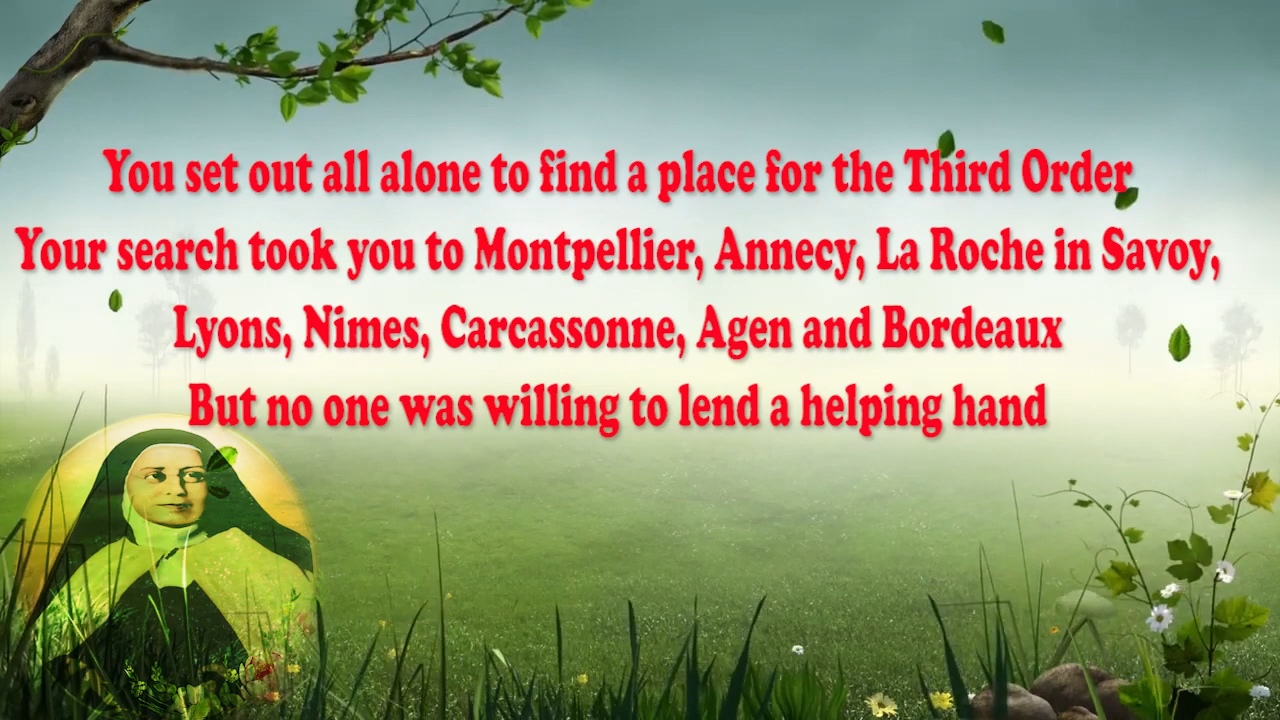 You set out all alone to find a place for the Third Order
Your search took you to Montpellier, Annecy, La Roche in Savoy,
Lyons, Nimes, Carcassonne, Agen and Bordeaux
But no one was willing to lend a helping hand